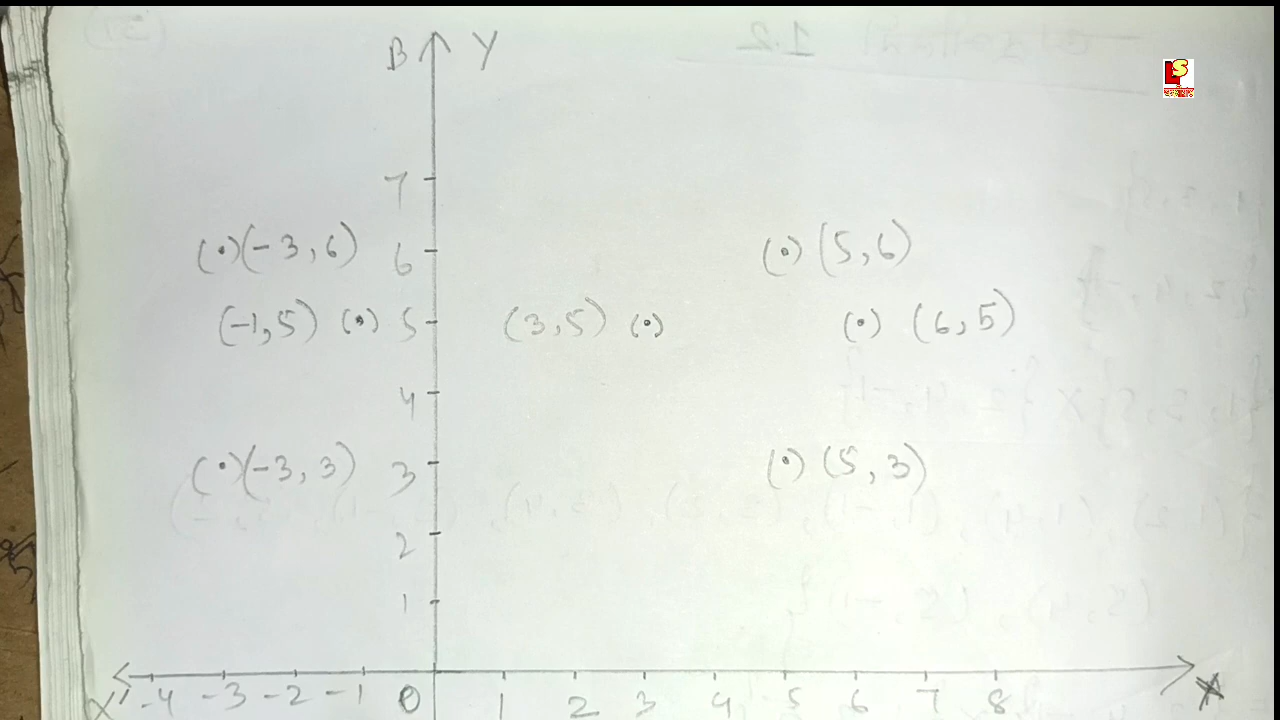 B Y
7
(•) (-3, 6) 6 (•) (5, 6)
(-1, 5) (•) 5 (3, 5) (•) (•) (6, 5)
4
(•) (-3, 3) 3 (•) (5, 3)
2
1
X' -4 -3 -2 -1 0 1 2 3 4 5 6 7 8
LS